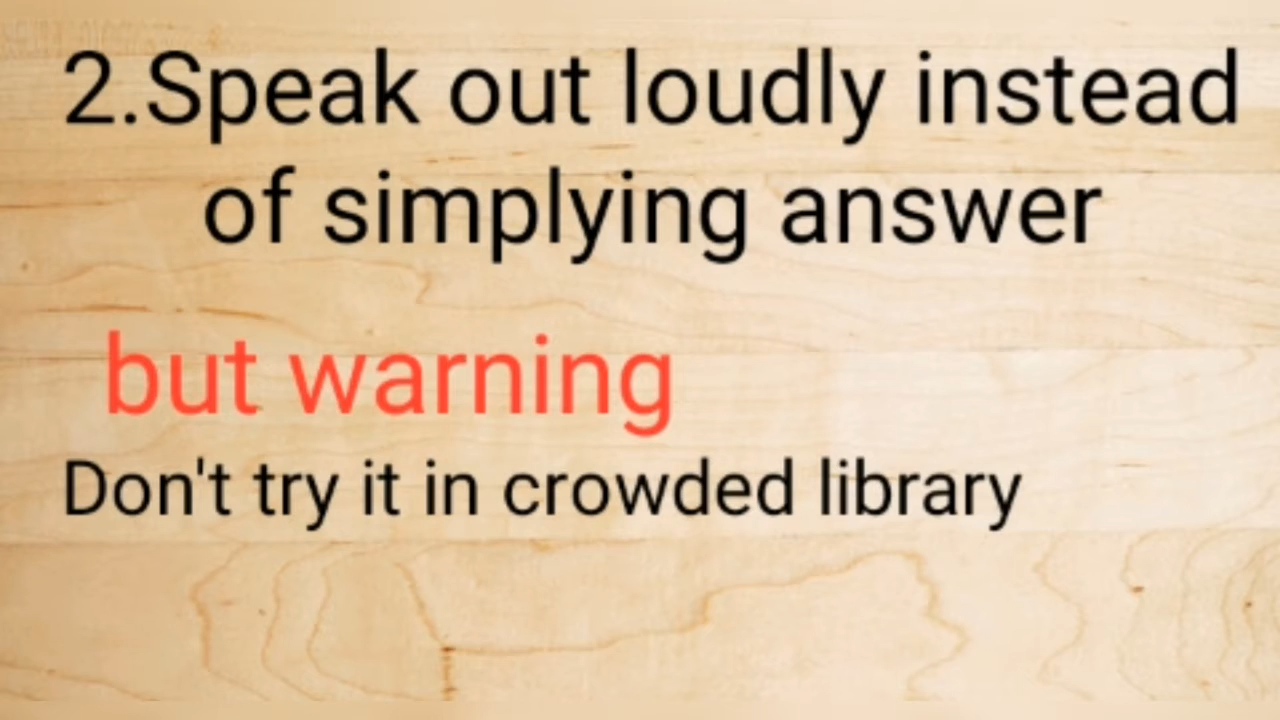 2.Speak out loudly instead
of simplying answer
but warning
Don't try it in crowded library